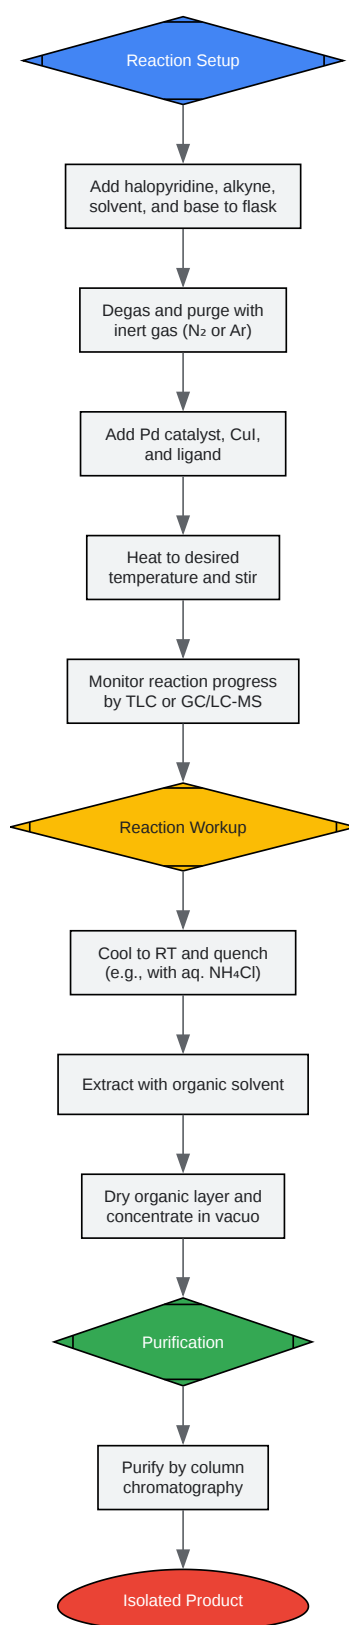 Reaction Setup
Add halopyridine, alkyne,
solvent, and base to flask
Degas and purge with
inert gas (N₂ or Ar)
Add Pd catalyst, CuI,
and ligand
Heat to desired
temperature and stir
Monitor reaction progress
by TLC or GC/LC-MS
Reaction Workup
Cool to RT and quench
(e.g., with aq. NH₄Cl)
Extract with organic solvent
Dry organic layer and
concentrate in vacuo
Purification
Purify by column
chromatography
Isolated Product